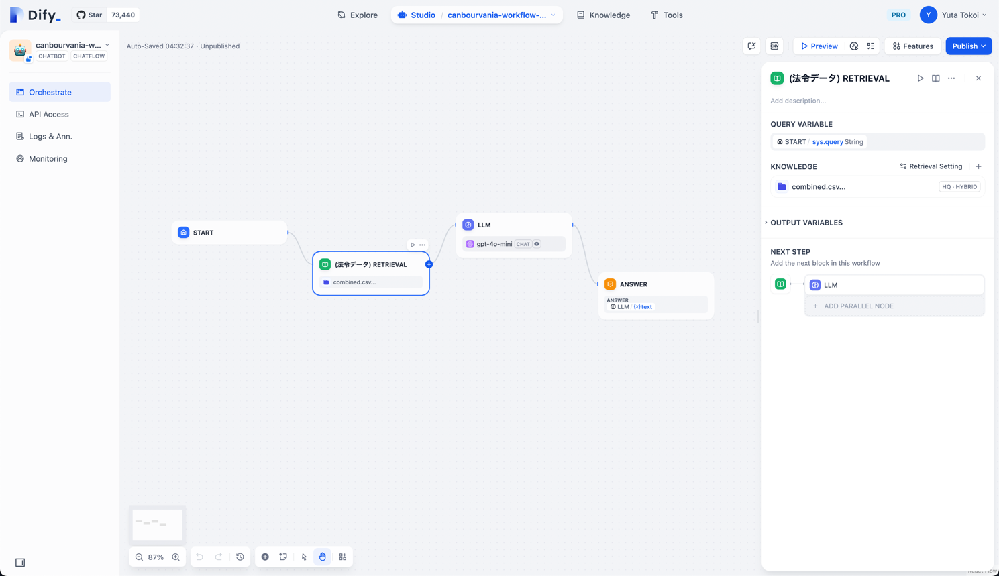 Dify_
Star 73,440
Explore
Studio / canbourvania-workflow-...
Knowledge
Tools
PRO
Y
Yuta Tokoi
canbourvania-w...
CHATBOT CHATFLOW
Orchestrate
API Access
Logs & Ann.
Monitoring
Auto-Saved 04:32:37 · Unpublished
ENV
Preview
Features
Publish
START
(法令データ) RETRIEVAL
combined.csv...
LLM
gpt-4o-mini CHAT
ANSWER
ANSWER
LLM / {x} text
(法令データ) RETRIEVAL
Add description...
QUERY VARIABLE
START / sys.query String
KNOWLEDGE
Retrieval Setting
combined.csv...
HQ · HYBRID
OUTPUT VARIABLES
NEXT STEP
Add the next block in this workflow
LLM
ADD PARALLEL NODE
87%
React Flow